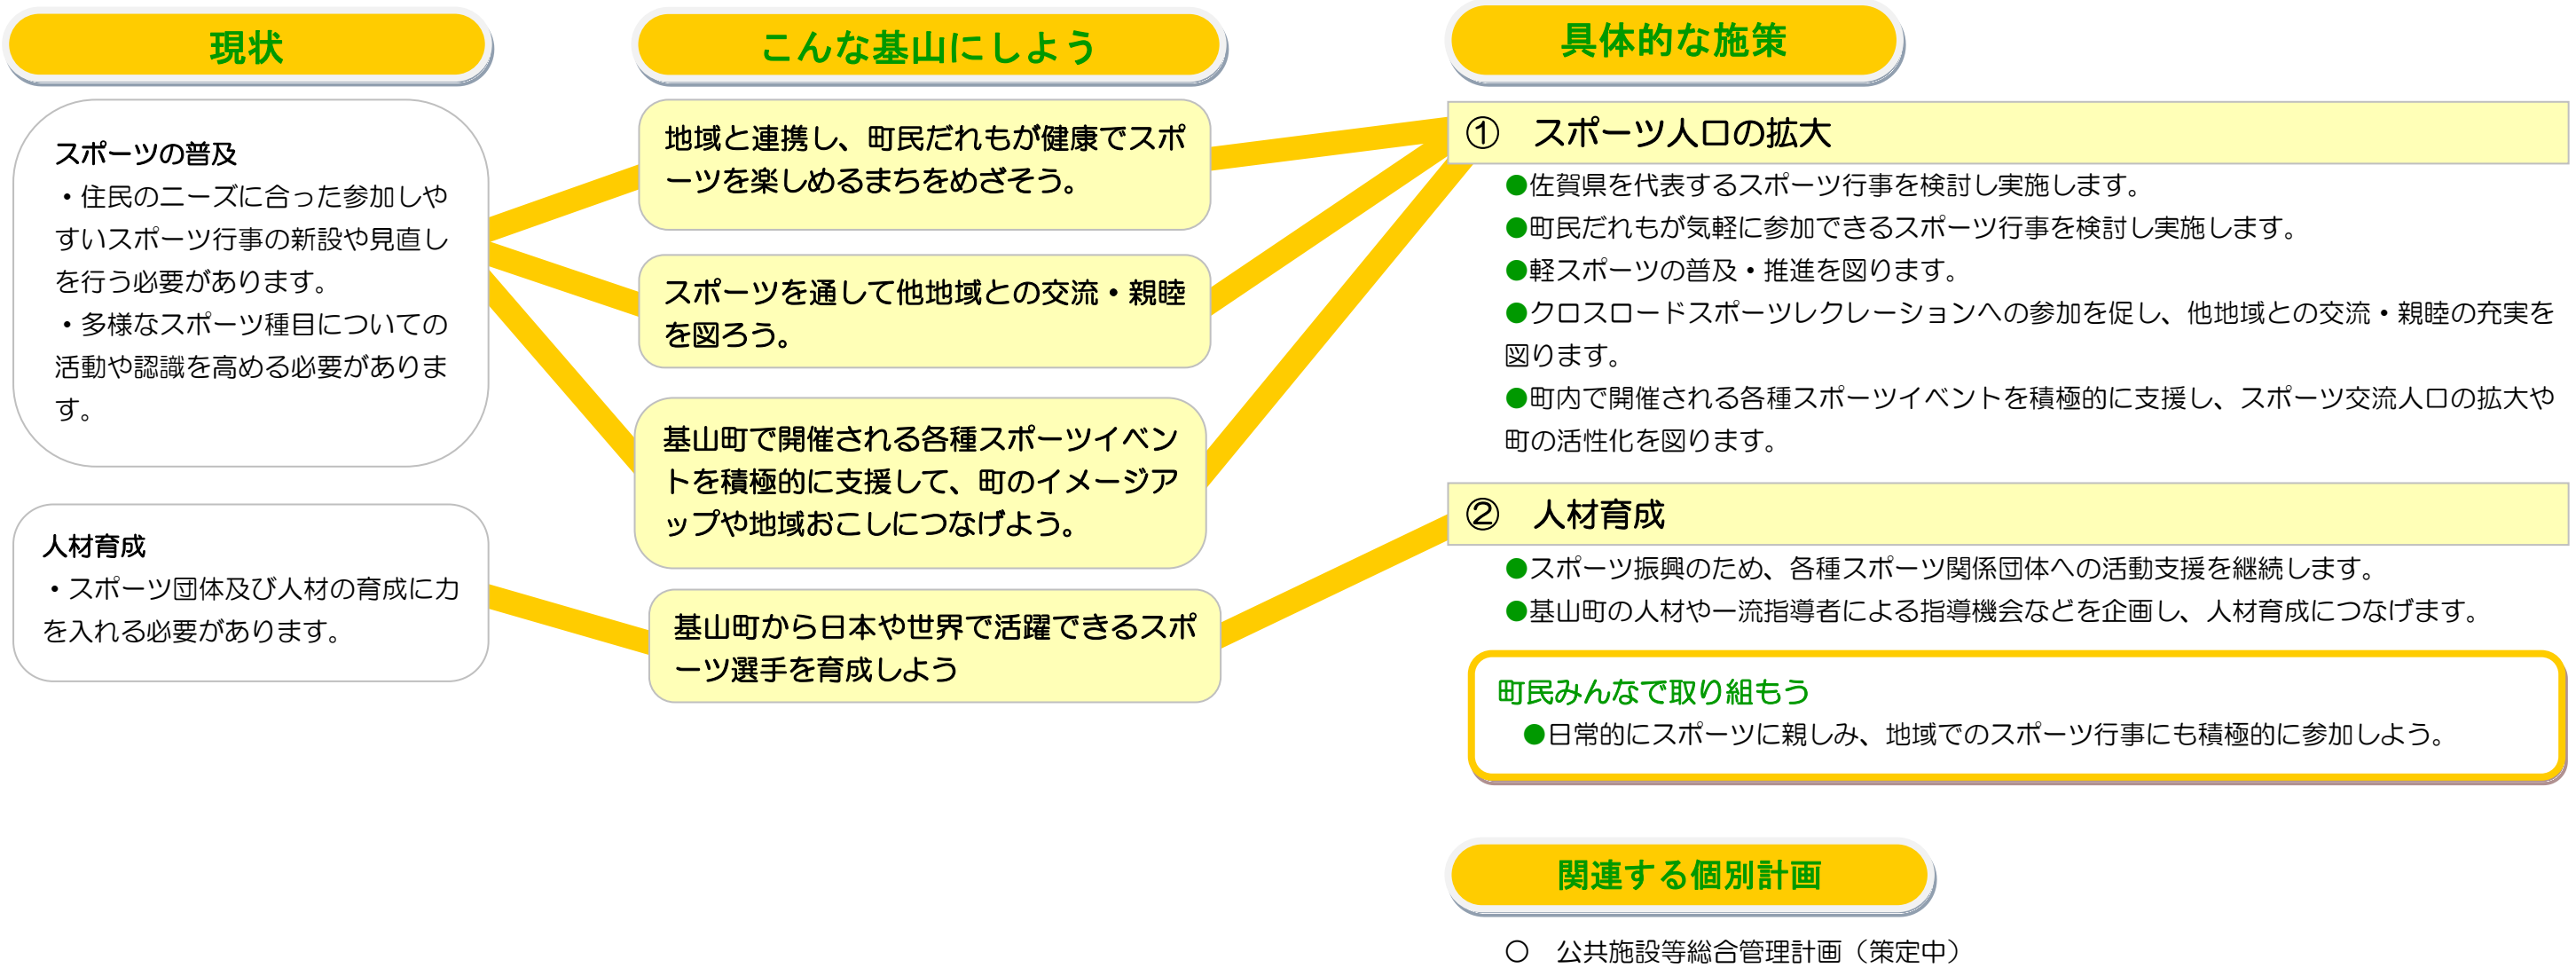 現状
スポーツの普及
・住民のニーズに合った参加しや
すいスポーツ行事の新設や見直し
を行う必要があります。
・多様なスポーツ種目についての
活動や認識を高める必要がありま
す。
人材育成
・スポーツ団体及び人材の育成に力
を入れる必要があります。
こんな基山にしよう
地域と連携し、町民だれもが健康でスポ
ーツを楽しめるまちをめざそう。
スポーツを通して他地域との交流・親睦
を図ろう。
基山町で開催される各種スポーツイベン
トを積極的に支援して、町のイメージア
ップや地域おこしにつなげよう。
基山町から日本や世界で活躍できるスポ
ーツ選手を育成しよう
具体的な施策
① スポーツ人口の拡大
●佐賀県を代表するスポーツ行事を検討し実施します。
●町民だれもが気軽に参加できるスポーツ行事を検討し実施します。
●軽スポーツの普及・推進を図ります。
●クロスロードスポーツレクレーションへの参加を促し、他地域との交流・親睦の充実を
図ります。
●町内で開催される各種スポーツイベントを積極的に支援し、スポーツ交流人口の拡大や
町の活性化を図ります。
② 人材育成
●スポーツ振興のため、各種スポーツ関係団体への活動支援を継続します。
●基山町の人材や一流指導者による指導機会などを企画し、人材育成につなげます。
町民みんなで取り組もう
●日常的にスポーツに親しみ、地域でのスポーツ行事にも積極的に参加しよう。
関連する個別計画
○ 公共施設等総合管理計画（策定中）